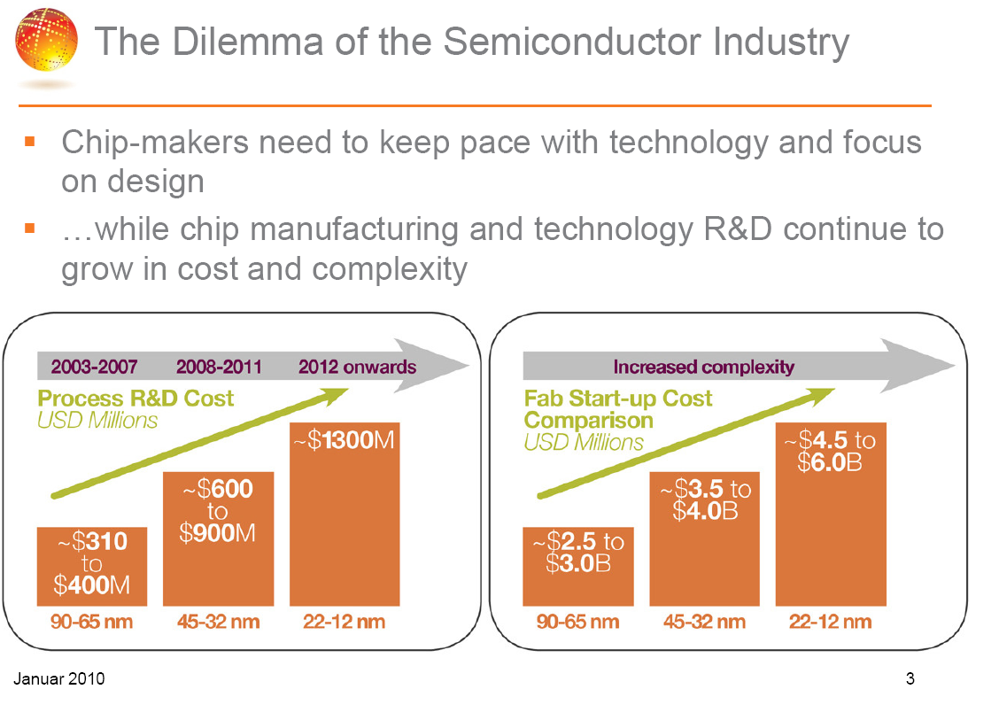 The Dilemma of the Semiconductor Industry
▪ Chip-makers need to keep pace with technology and focus
on design
▪ …while chip manufacturing and technology R&D continue to
grow in cost and complexity
2003-2007 2008-2011 2012 onwards
Process R&D Cost
USD Millions
~$310
to
$400M
~$600
to
$900M
~$1300M
90-65 nm 45-32 nm 22-12 nm
Increased complexity
Fab Start-up Cost
Comparison
USD Millions
~$2.5 to
$3.0B
~$3.5 to
$4.0B
~$4.5 to
$6.0B
90-65 nm 45-32 nm 22-12 nm
Januar 2010 3